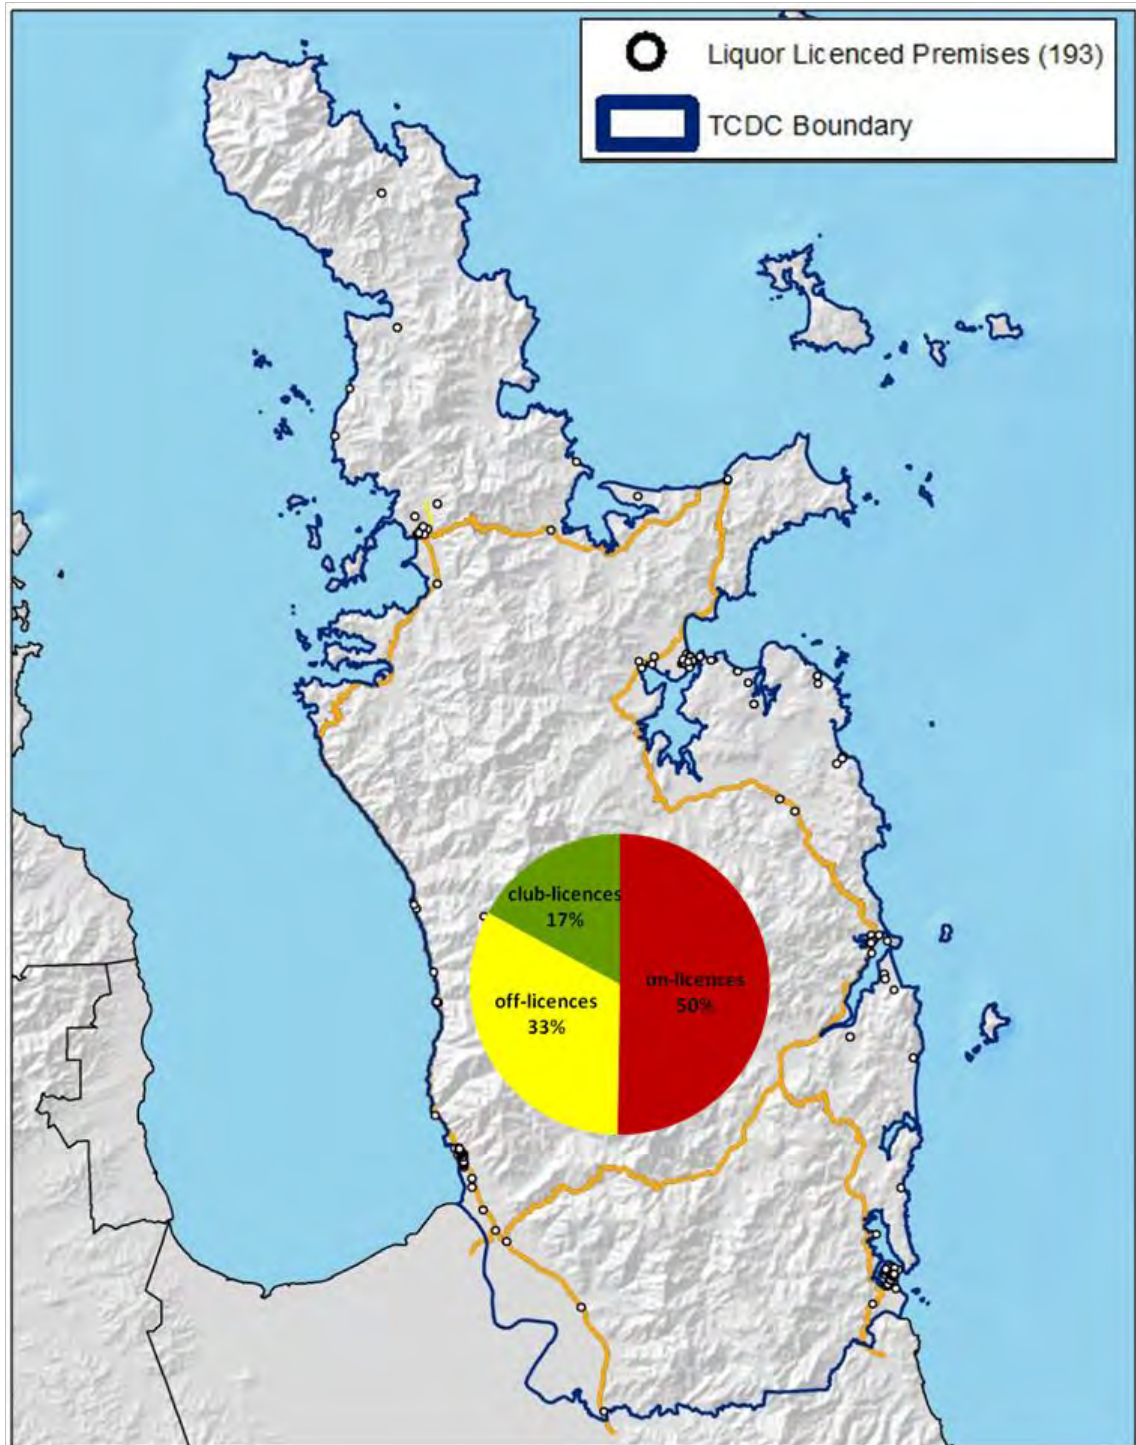 Liquor Licenced Premises (193)
TCDC Boundary
club-licences
17%
off-licences
33%
on-licences
50%